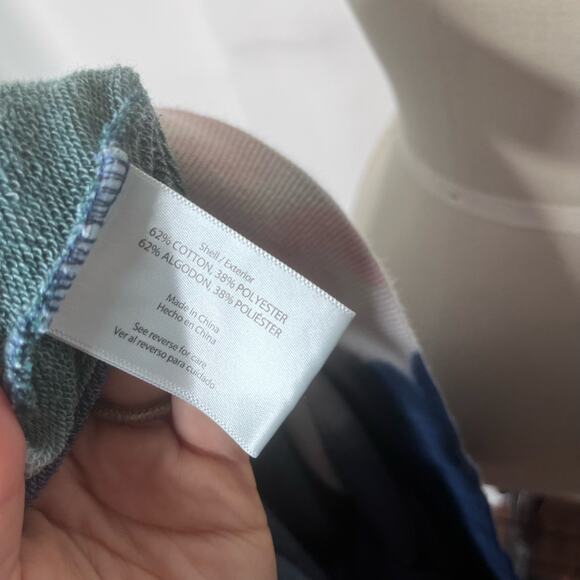 Shell / Exterior
62% COTTON, 38% POLYESTER
62% ALGODON, 38% POLIÉSTER
Made in China
Hecho en China
See reverse for care
Ver al reverso para cuidado